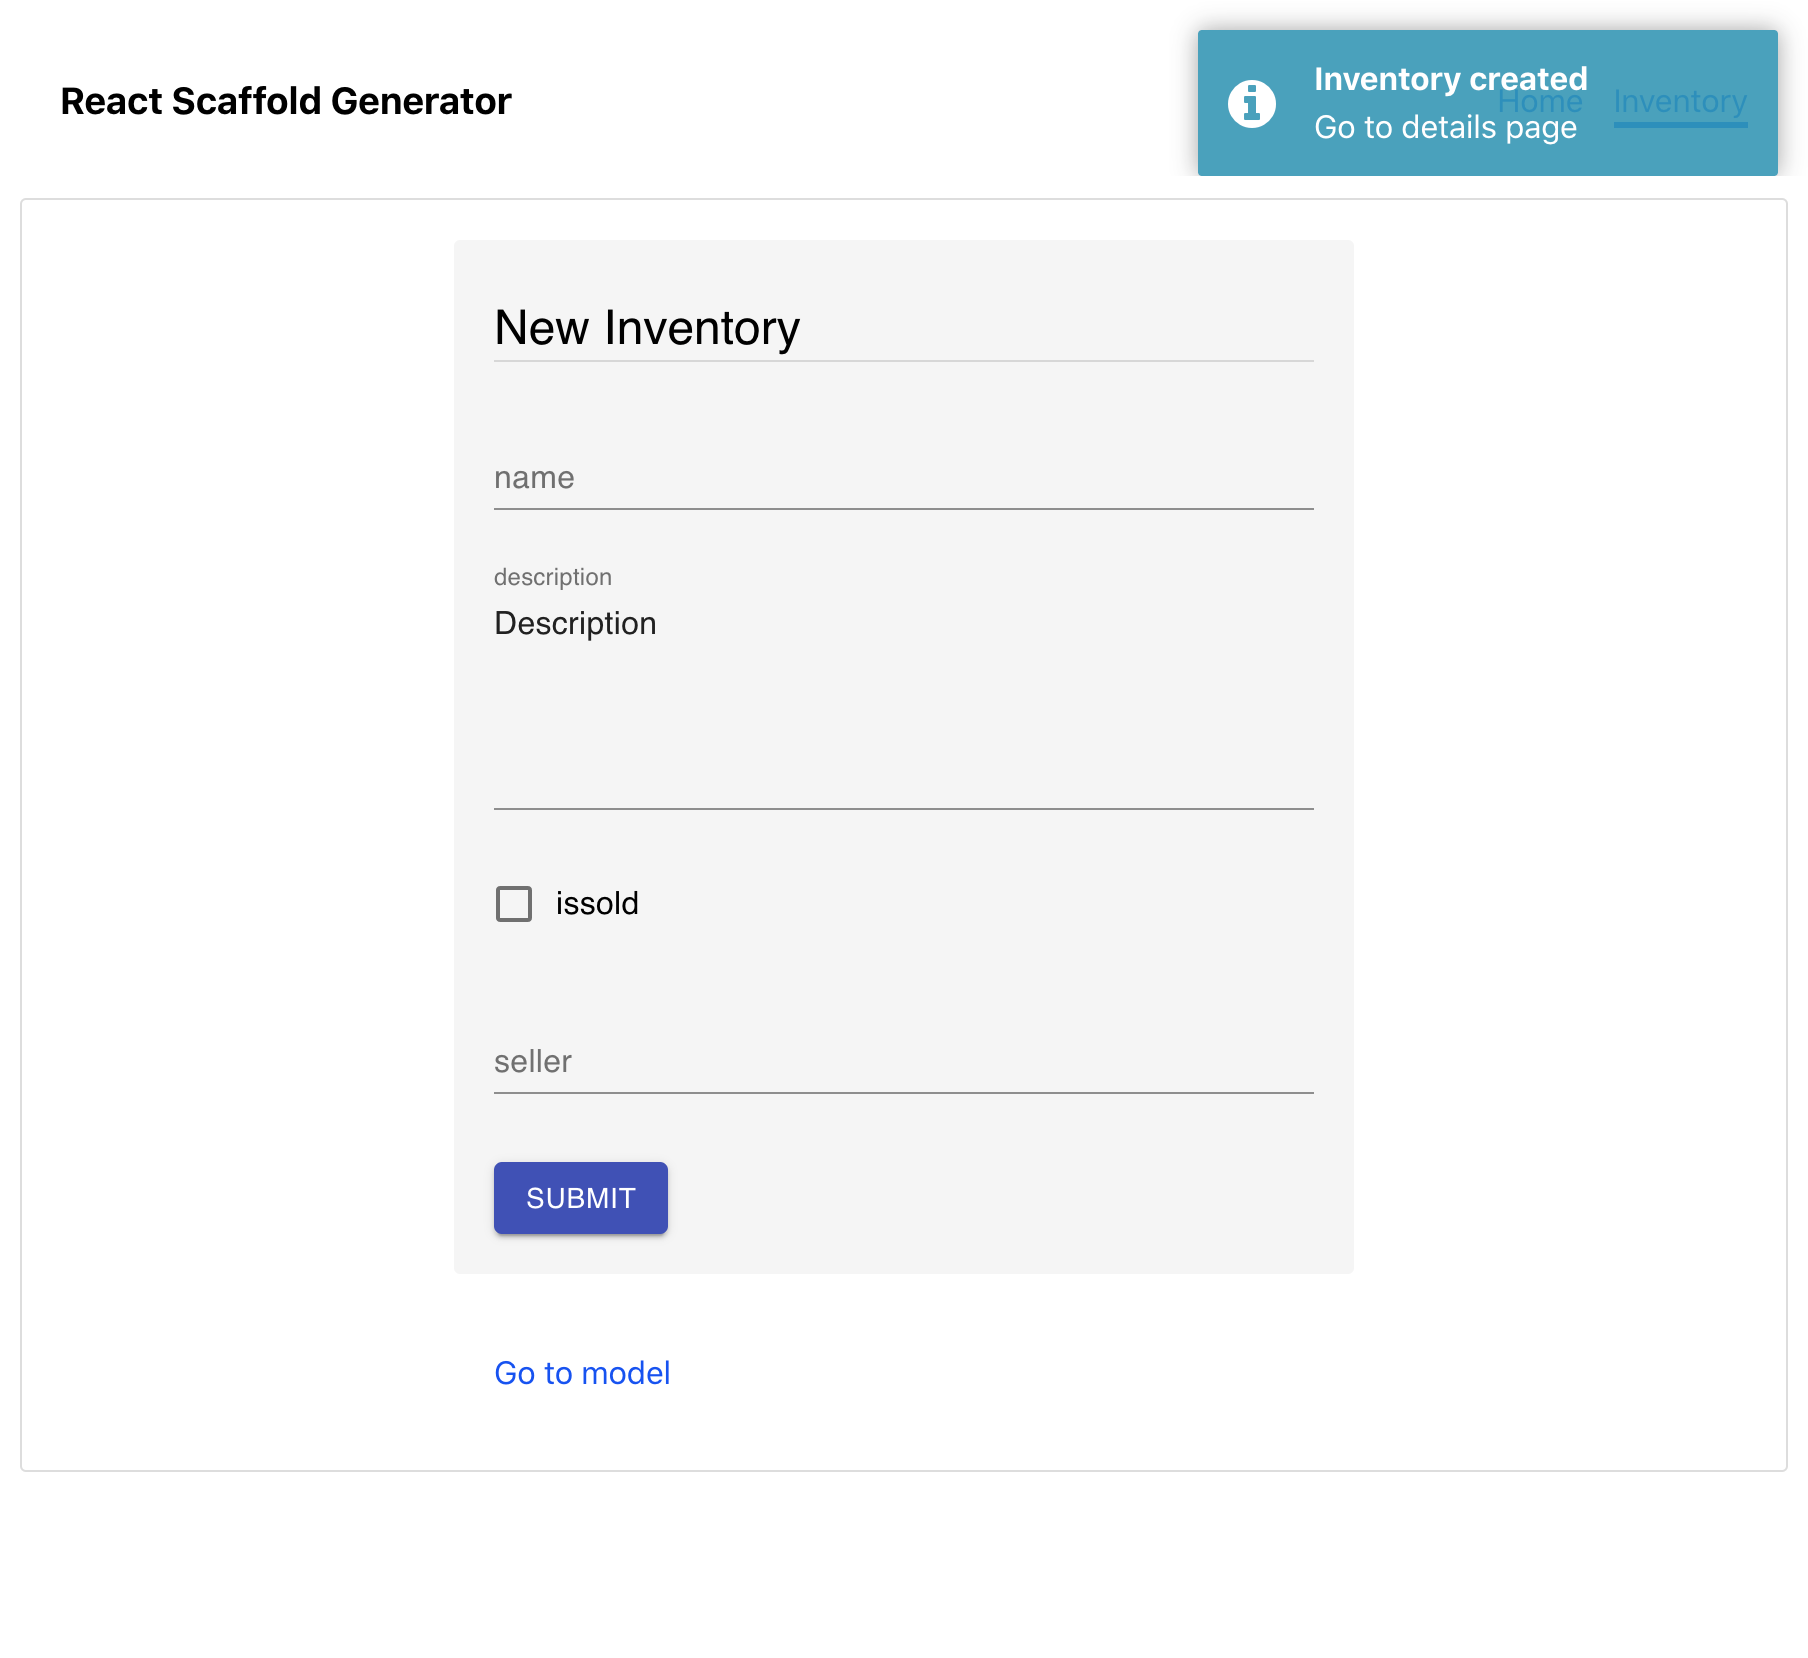 React Scaffold Generator
Inventory created
Home Inventory
Go to details page
New Inventory
name
description
Description
issold
seller
SUBMIT
Go to model